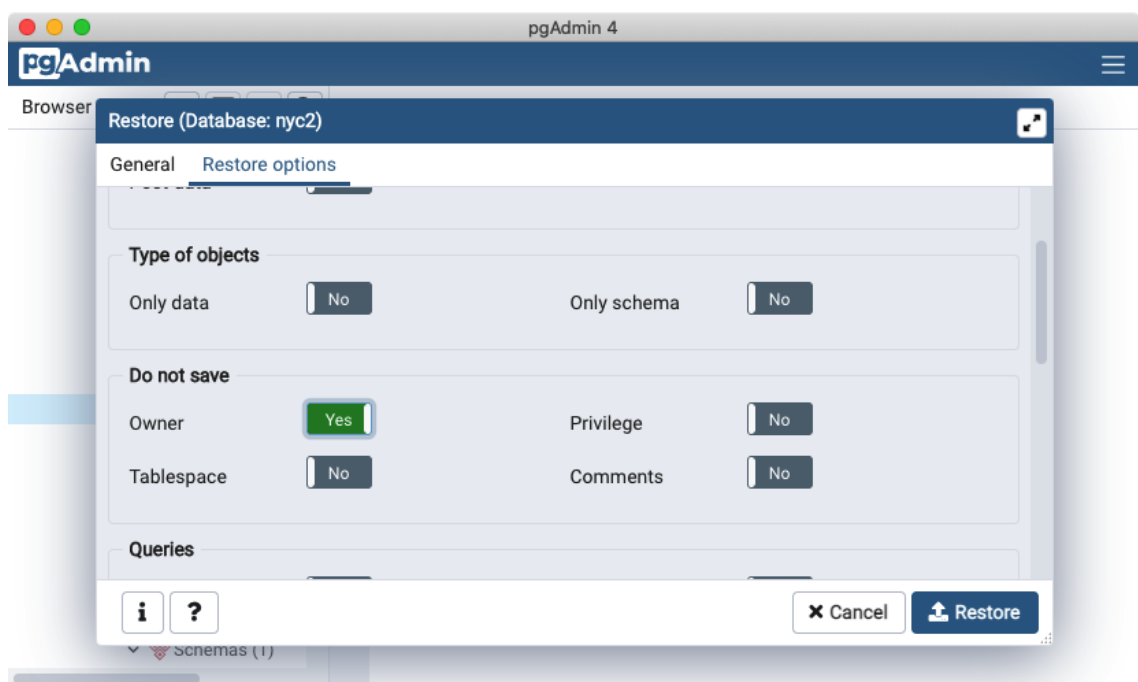 pgAdmin 4
pgAdmin
Browser
Restore (Database: nyc2)
General Restore options
Type of objects
Only data No Only schema No
Do not save
Owner Yes Privilege No
Tablespace No Comments No
Queries
i ? Cancel Restore
Schemas (1)